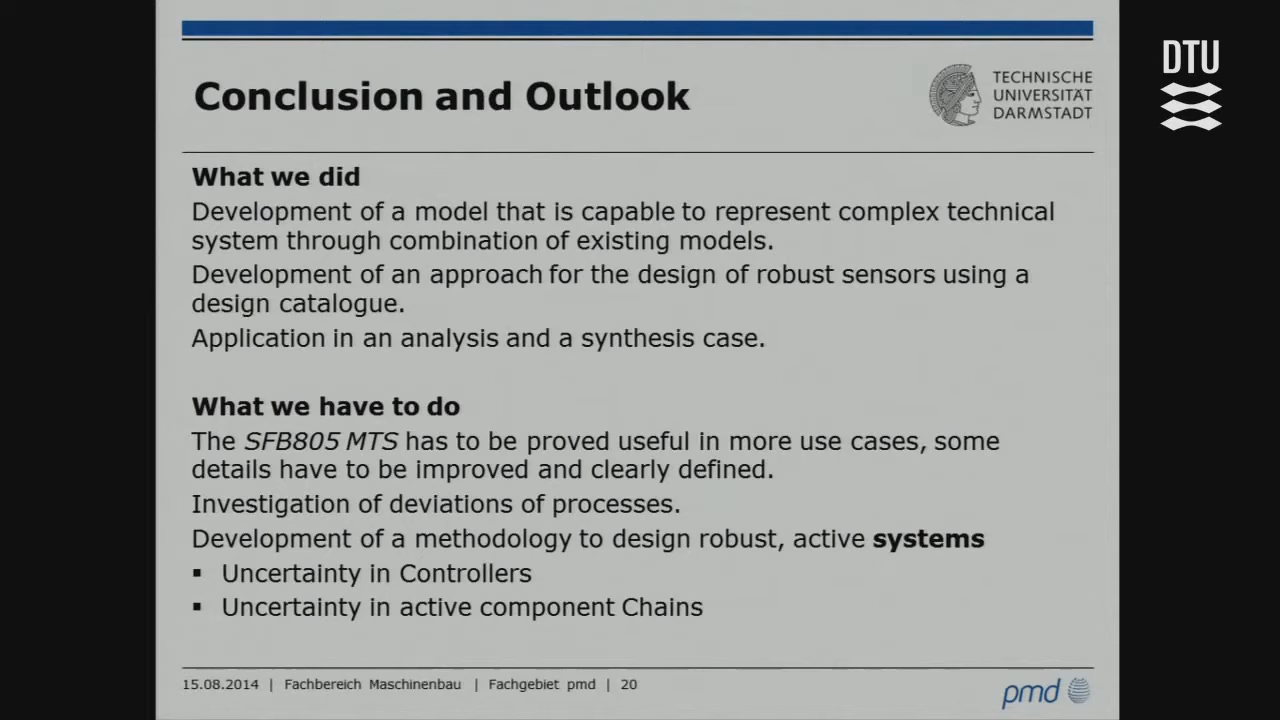 DTU
Conclusion and Outlook
TECHNISCHE
UNIVERSITÄT
DARMSTADT
What we did
Development of a model that is capable to represent complex technical
system through combination of existing models.
Development of an approach for the design of robust sensors using a
design catalogue.
Application in an analysis and a synthesis case.
What we have to do
The SFB805 MTS has to be proved useful in more use cases, some
details have to be improved and clearly defined.
Investigation of deviations of processes.
Development of a methodology to design robust, active systems
▪ Uncertainty in Controllers
▪ Uncertainty in active component Chains
15.08.2014 | Fachbereich Maschinenbau | Fachgebiet pmd | 20
pmd